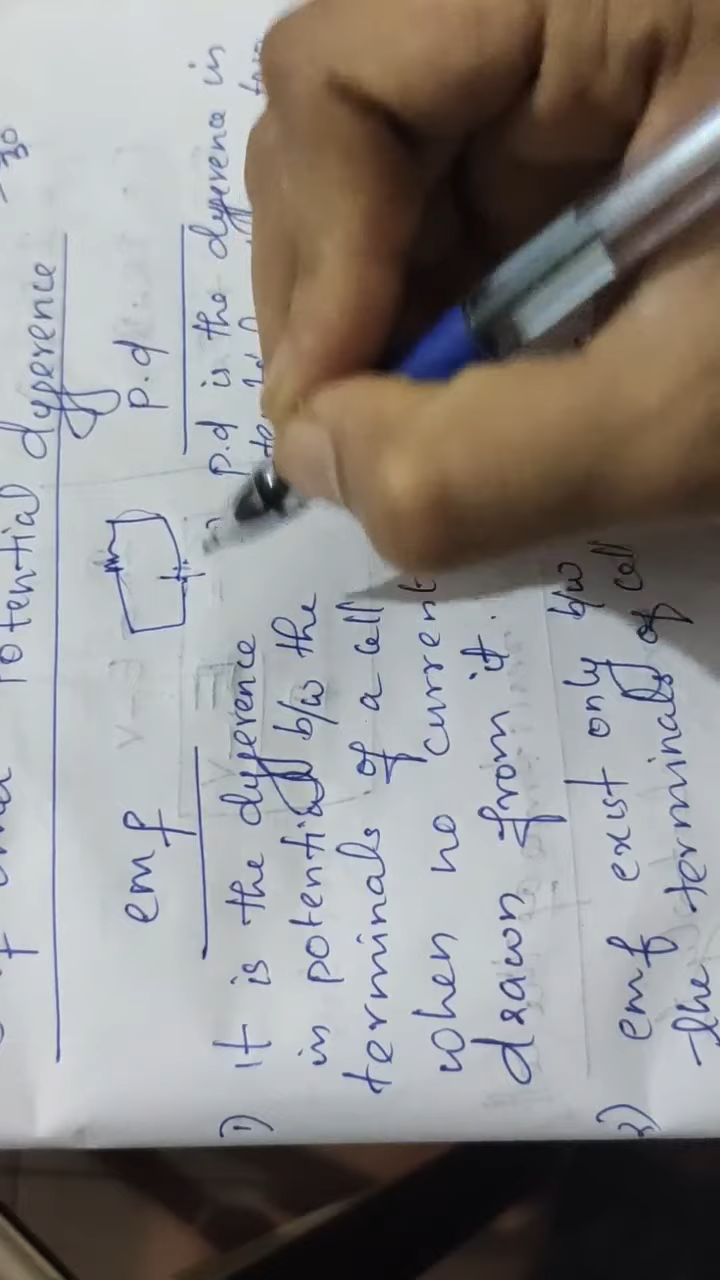 potential difference
emf
p.d
1) It is the difference
in potential b/w the
terminals of a cell
when no current
drawn from it.
p.d is the difference in
2) emf exist only b/w
the terminals of cell